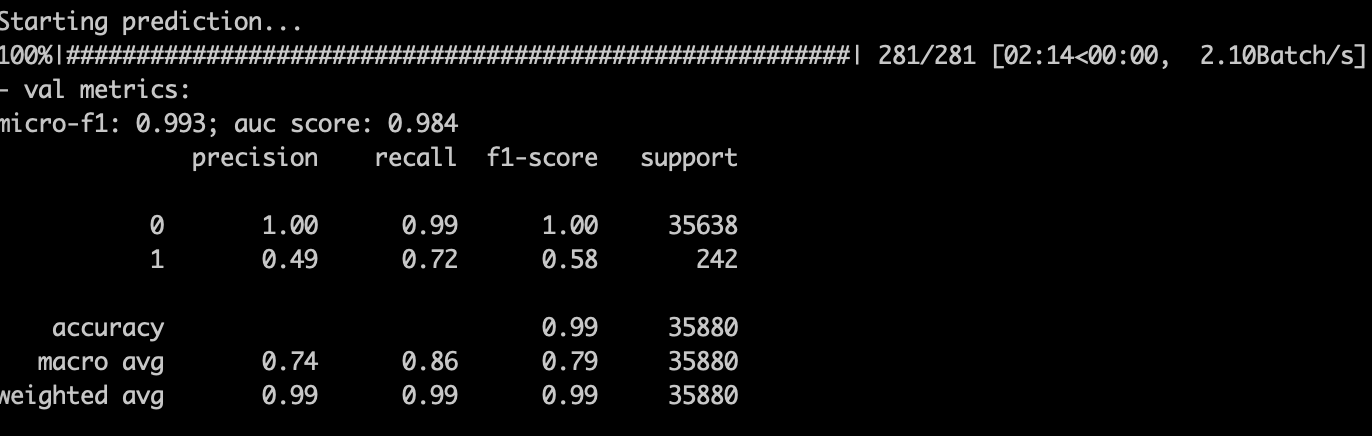 Starting prediction...
100%|########################################################| 281/281 [02:14<00:00,  2.10Batch/s]
- val metrics:
micro-f1: 0.993; auc score: 0.984
              precision    recall  f1-score   support

           0       1.00      0.99      1.00     35638
           1       0.49      0.72      0.58       242

    accuracy                           0.99     35880
   macro avg       0.74      0.86      0.79     35880
weighted avg       0.99      0.99      0.99     35880